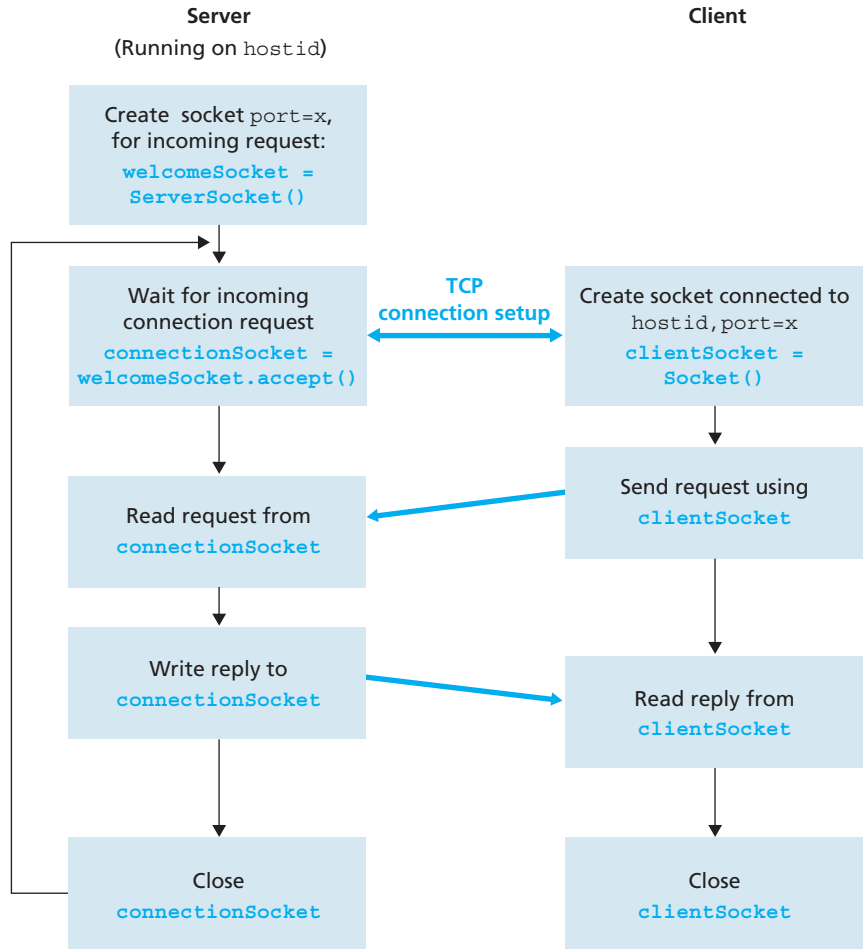 Server
(Running on hostid)
Client
Create socket port=x,
for incoming request:
welcomeSocket =
ServerSocket()
Wait for incoming
connection request
connectionSocket =
welcomeSocket.accept()
TCP
connection setup
Create socket connected to
hostid,port=x
clientSocket =
Socket()
Send request using
clientSocket
Read request from
connectionSocket
Write reply to
connectionSocket
Read reply from
clientSocket
Close
connectionSocket
Close
clientSocket